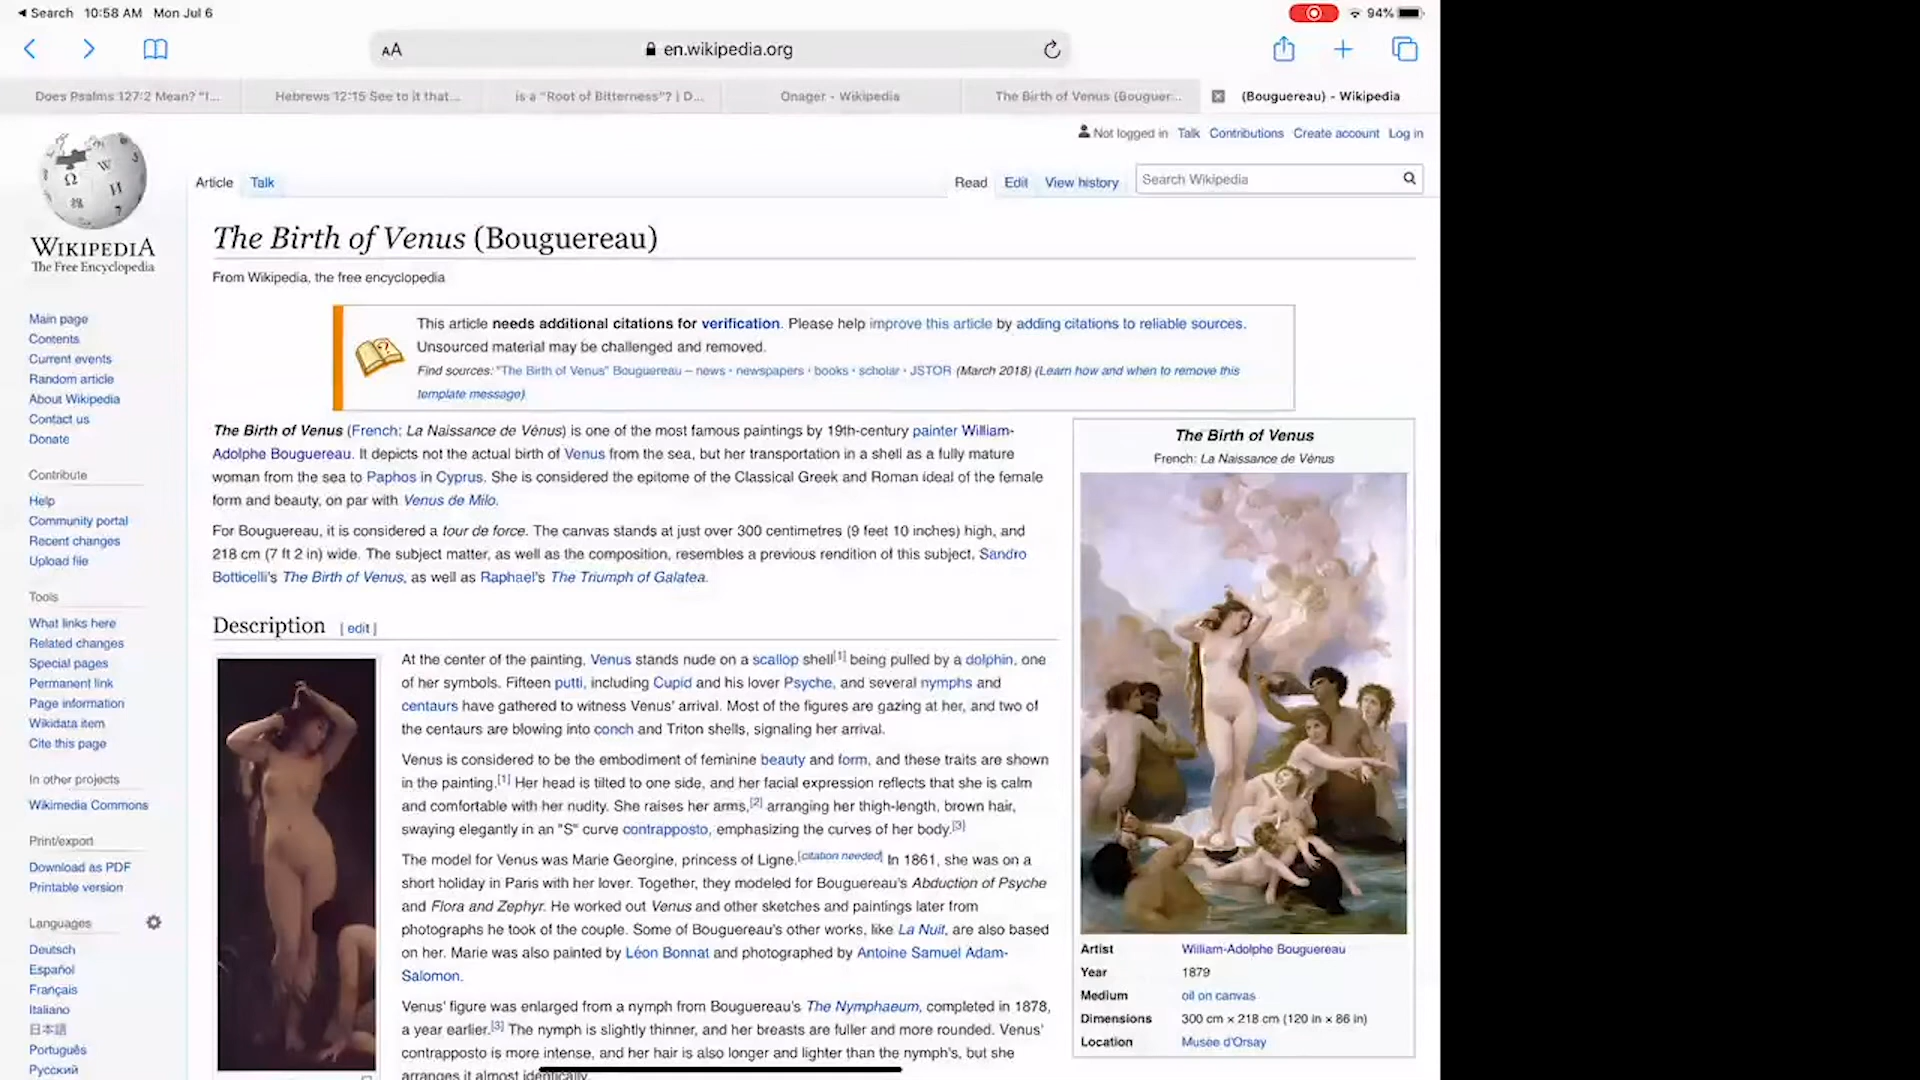 Search 10:58 AM Mon Jul 6
94%
AA
en.wikipedia.org
Does Psalms 127:2 Mean? "I...
Hebrews 12:15 See to it that...
is a "Root of Bitterness"? | D...
Onager - Wikipedia
The Birth of Venus (Bouguer...
(Bouguereau) - Wikipedia
Not logged in Talk Contributions Create account Log in
Article Talk
Read Edit View history
Search Wikipedia
WIKIPEDIA
The Free Encyclopedia
Main page
Contents
Current events
Random article
About Wikipedia
Contact us
Donate
Contribute
Help
Community portal
Recent changes
Upload file
Tools
What links here
Related changes
Special pages
Permanent link
Page information
Wikidata item
Cite this page
In other projects
Wikimedia Commons
Print/export
Download as PDF
Printable version
Languages
Deutsch
Español
Français
Italiano
日本語
Português
Русский
The Birth of Venus (Bouguereau)
From Wikipedia, the free encyclopedia
This article needs additional citations for verification. Please help improve this article by adding citations to reliable sources.
Unsourced material may be challenged and removed.
Find sources: "The Birth of Venus" Bouguereau – news · newspapers · books · scholar · JSTOR (March 2018) (Learn how and when to remove this
template message)
The Birth of Venus (French: La Naissance de Vénus) is one of the most famous paintings by 19th-century painter William-
Adolphe Bouguereau. It depicts not the actual birth of Venus from the sea, but her transportation in a shell as a fully mature
woman from the sea to Paphos in Cyprus. She is considered the epitome of the Classical Greek and Roman ideal of the female
form and beauty, on par with Venus de Milo.
For Bouguereau, it is considered a tour de force. The canvas stands at just over 300 centimetres (9 feet 10 inches) high, and
218 cm (7 ft 2 in) wide. The subject matter, as well as the composition, resembles a previous rendition of this subject, Sandro
Botticelli's The Birth of Venus, as well as Raphael's The Triumph of Galatea.
Description [ edit ]
At the center of the painting, Venus stands nude on a scallop shell[1] being pulled by a dolphin, one
of her symbols. Fifteen putti, including Cupid and his lover Psyche, and several nymphs and
centaurs have gathered to witness Venus' arrival. Most of the figures are gazing at her, and two of
the centaurs are blowing into conch and Triton shells, signaling her arrival.
Venus is considered to be the embodiment of feminine beauty and form, and these traits are shown
in the painting.[1] Her head is tilted to one side, and her facial expression reflects that she is calm
and comfortable with her nudity. She raises her arms,[2] arranging her thigh-length, brown hair,
swaying elegantly in an "S" curve contrapposto, emphasizing the curves of her body.[3]
The model for Venus was Marie Georgine, princess of Ligne.[citation needed] In 1861, she was on a
short holiday in Paris with her lover. Together, they modeled for Bouguereau's Abduction of Psyche
and Flora and Zephyr. He worked out Venus and other sketches and paintings later from
photographs he took of the couple. Some of Bouguereau's other works, like La Nuit, are also based
on her. Marie was also painted by Léon Bonnat and photographed by Antoine Samuel Adam-
Salomon.
Venus' figure was enlarged from a nymph from Bouguereau's The Nymphaeum, completed in 1878,
a year earlier.[3] The nymph is slightly thinner, and her breasts are fuller and more rounded. Venus'
contrapposto is more intense, and her hair is also longer and lighter than the nymph's, but she
arranges it almost identically.
The Birth of Venus
French: La Naissance de Vénus
Artist William-Adolphe Bouguereau
Year 1879
Medium oil on canvas
Dimensions 300 cm × 218 cm (120 in × 86 in)
Location Musée d'Orsay